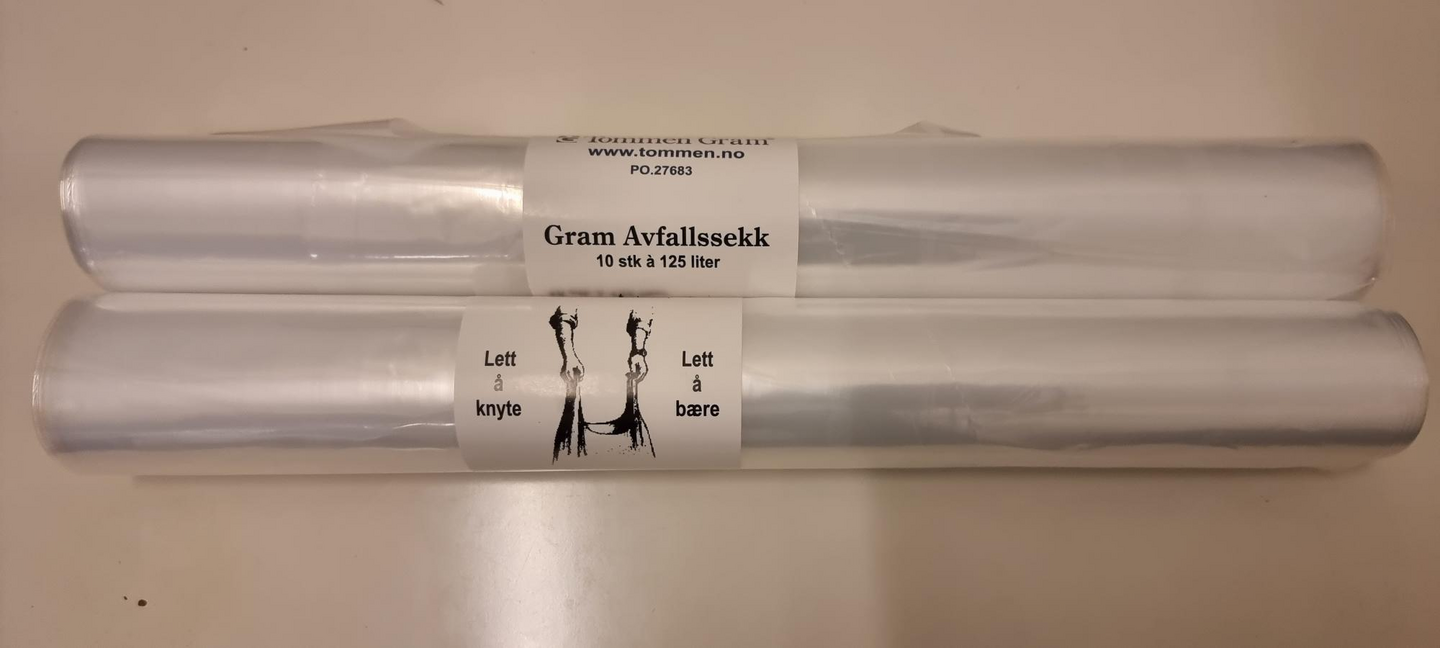 Tommen Gram
www.tommen.no
PO.27683
Gram Avfallssekk
10 stk à 125 liter
Lett
å
knyte
Lett
å
bære